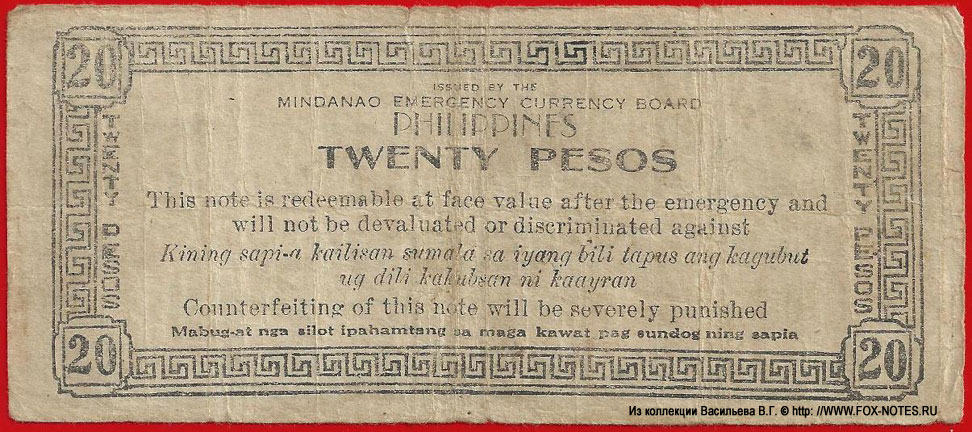 20
20
ISSUED BY THE
MINDANAO EMERGENCY CURRENCY BOARD
PHILIPPINES
TWENTY PESOS
TWENTY PESOS
TWENTY PESOS
This note is redeemable at face value after the emergency and
will not be devaluated or discriminated against
Kining sapi-a kailisan sumala sa iyang bili tapus ang kagubut
ug dili kakubsan ni kaayran
Counterfeiting of this note will be severely punished
Mabug-at nga silot ipahamtang sa maga kawat pag sundog ning sapia
20
20
Из коллекции Васильева В.Г. © http: //WWW.FOX-NOTES.RU